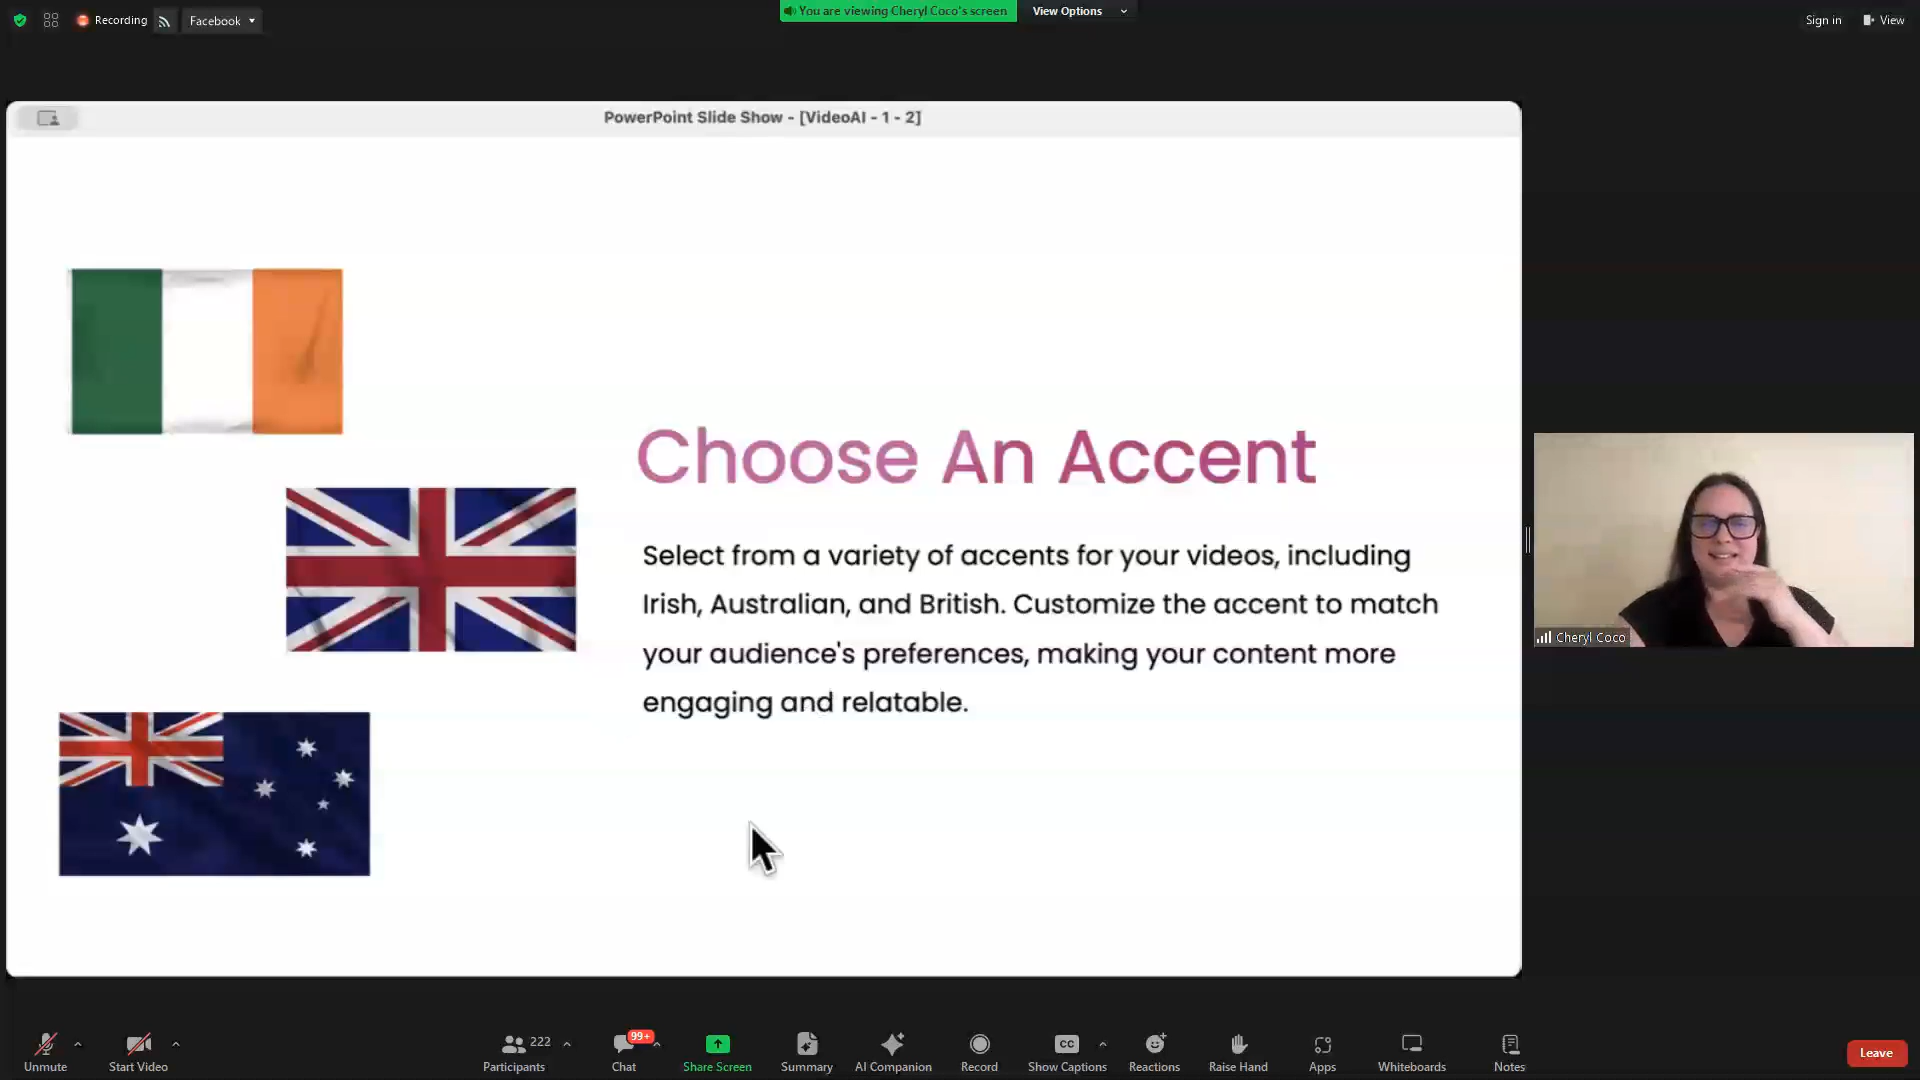 Recording
Facebook
You are viewing Cheryl Coco's screen
View Options
Sign in
View
PowerPoint Slide Show - [VideoAI - 1 - 2]
Choose An Accent
Select from a variety of accents for your videos, including
Irish, Australian, and British. Customize the accent to match
your audience's preferences, making your content more
engaging and relatable.
Cheryl Coco
Unmute
Start Video
222
Participants
99+
Chat
Share Screen
Summary
AI Companion
Record
CC
Show Captions
Reactions
Raise Hand
Apps
Whiteboards
Notes
Leave